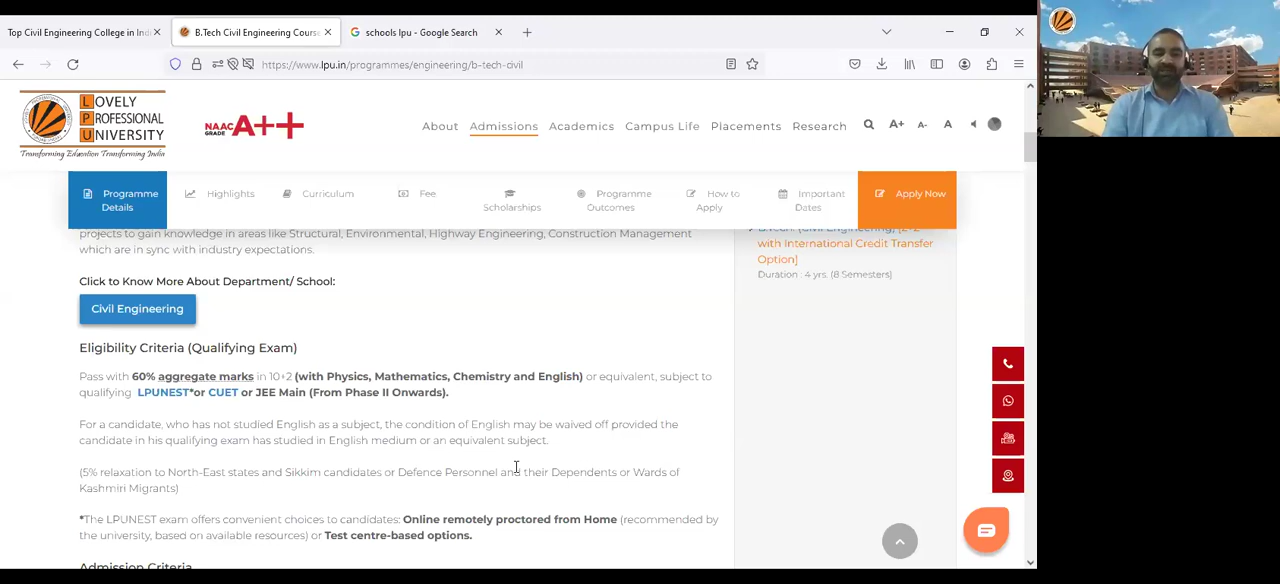 Top Civil Engineering College in Ind
B.Tech Civil Engineering Course
schools lpu - Google Search
https://www.lpu.in/programmes/engineering/b-tech-civil
LOVELY
PROFESSIONAL
UNIVERSITY
Transforming Education Transforming India
NAAC
GRADE
A++
About
Admissions
Academics
Campus Life
Placements
Research
A+
A-
A
Programme
Details
Highlights
Curriculum
Fee
Scholarships
Programme
Outcomes
How to
Apply
Important
Dates
Apply Now
projects to gain knowledge in areas like Structural, Environmental, Highway Engineering, Construction Management
which are in sync with industry expectations.
Click to Know More About Department/ School:
Civil Engineering
Eligibility Criteria (Qualifying Exam)
Pass with 60% aggregate marks in 10+2 (with Physics, Mathematics, Chemistry and English) or equivalent, subject to
qualifying LPUNEST*or CUET or JEE Main (From Phase II Onwards).
For a candidate, who has not studied English as a subject, the condition of English may be waived off provided the
candidate in his qualifying exam has studied in English medium or an equivalent subject.
(5% relaxation to North-East states and Sikkim candidates or Defence Personnel and their Dependents or Wards of
Kashmiri Migrants)
*The LPUNEST exam offers convenient choices to candidates: Online remotely proctored from Home (recommended by
the university, based on available resources) or Test centre-based options.
Admission Criteria
B.Tech. (Civil Engineering) [2+2
with International Credit Transfer
Option]
Duration : 4 yrs. (8 Semesters)